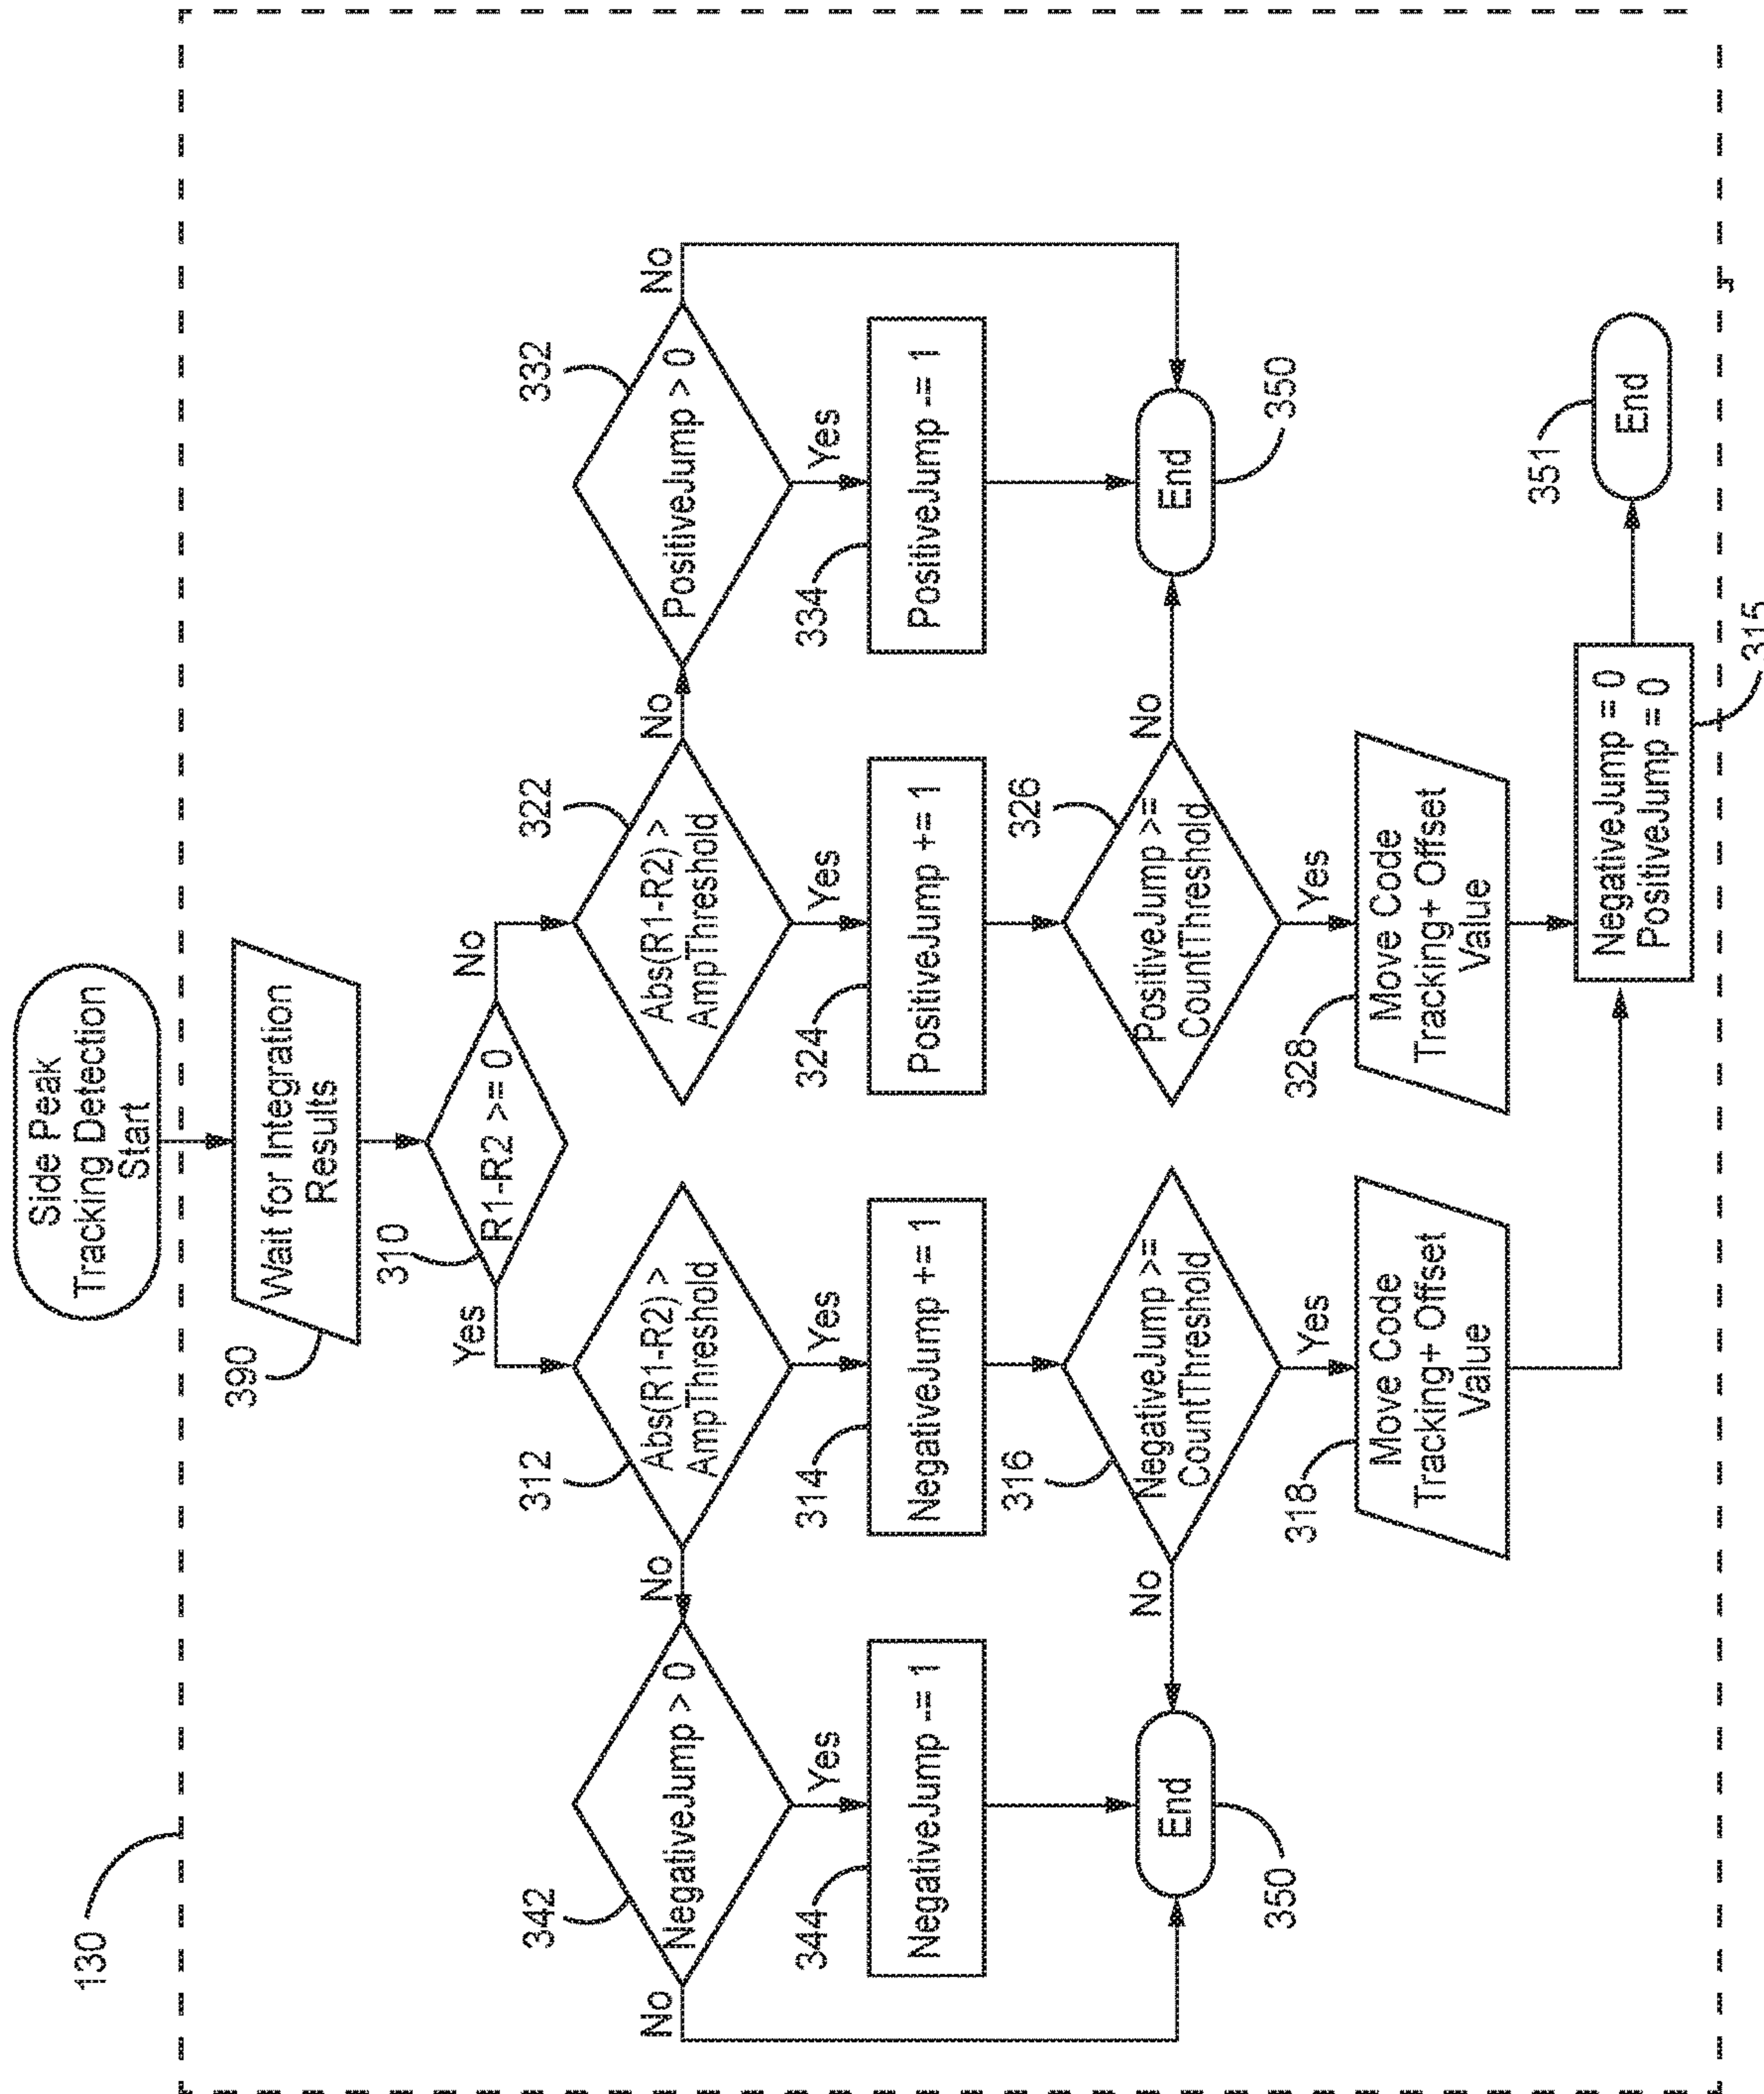 Side Peak
Tracking Detection
Start
130
390
Wait for Integration
Results
310
R1-R2 >= 0
Yes
No
342
NegativeJump > 0
No
312
Abs(R1-R2) >
AmpThreshold
No
322
Abs(R1-R2) >
AmpThreshold
No
332
PositiveJump > 0
No
Yes
Yes
Yes
Yes
344
NegativeJump -= 1
314
NegativeJump += 1
324
PositiveJump += 1
334
PositiveJump -= 1
End
350
No
316
NegativeJump >=
CountThreshold
326
PositiveJump >=
CountThreshold
No
End
350
Yes
Yes
318
Move Code
Tracking+ Offset
Value
328
Move Code
Tracking+ Offset
Value
NegativeJump = 0
PositiveJump = 0
315
351
End